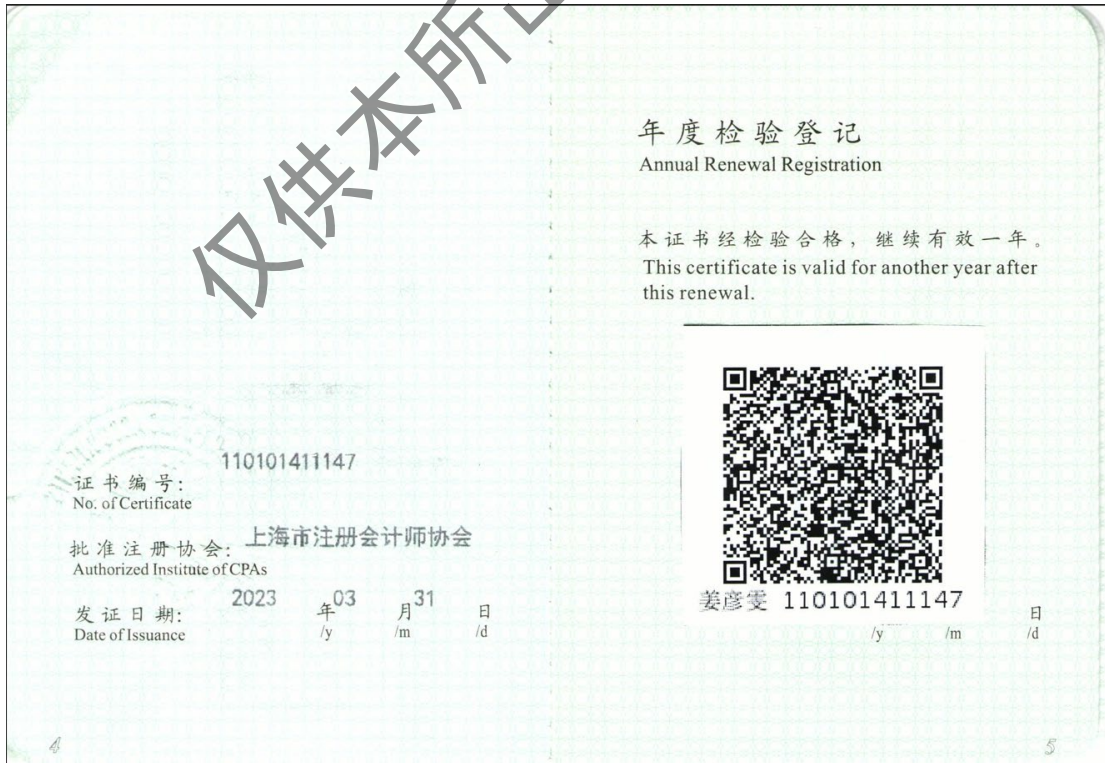 仅供本所
110101411147
证书编号:
No. of Certificate
批准注册协会: 上海市注册会计师协会
Authorized Institute of CPAs
发证日期: 2023 年 03 月 31 日
Date of Issuance /y /m /d
4
年度检验登记
Annual Renewal Registration
本证书经检验合格，继续有效一年。
This certificate is valid for another year after
this renewal.
姜彦雯 110101411147
日
/y /m /d
5